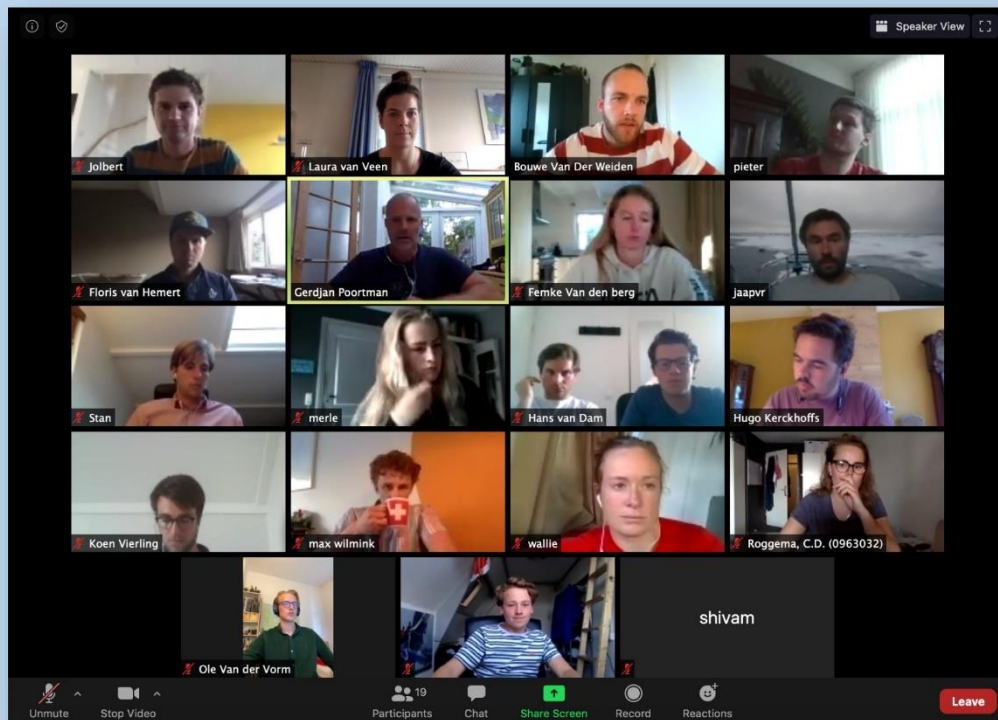 Speaker View
Jolbert
Laura van Veen
Bouwe Van Der Weiden
pieter
Floris van Hemert
Gerdjan Poortman
Femke Van den berg
jaapvr
Stan
merle
Hans van Dam
Hugo Kerckhoffs
Koen Vierling
max wilmink
wallie
Roggema, C.D. (0963032)
Ole Van der Vorm
shivam
Unmute
Stop Video
19
Participants
Chat
Share Screen
Record
Reactions
Leave